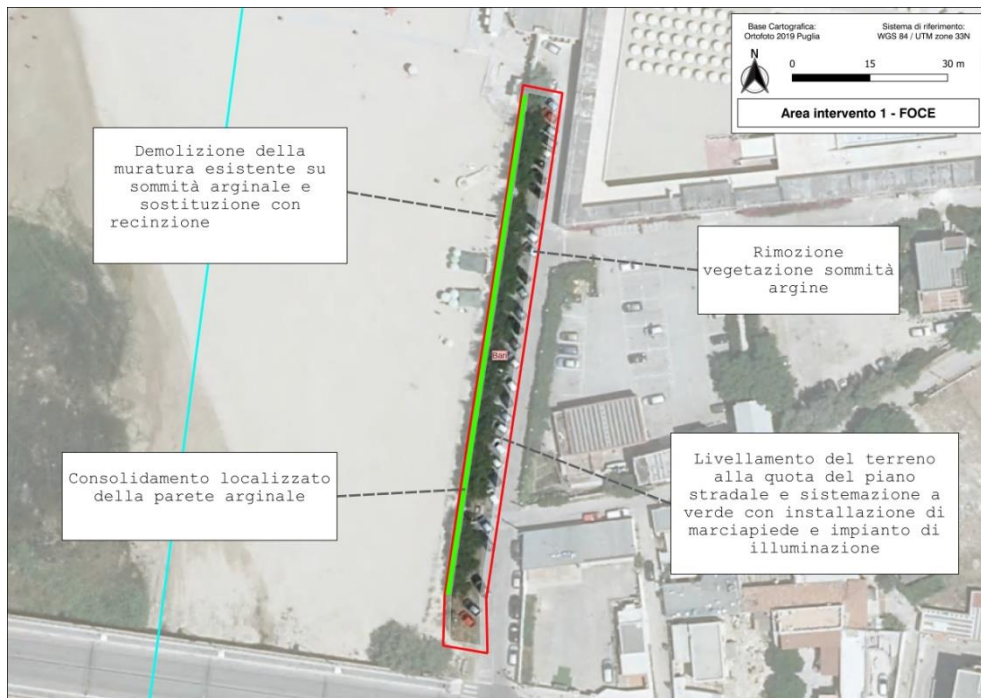 Base Cartografica:
Ortofoto 2019 Puglia
Sistema di riferimento:
WGS 84 / UTM zone 33N
N
0 15 30 m
Area intervento 1 - FOCE
Demolizione della
muratura esistente su
sommità arginale e
sostituzione con
recinzione
Rimozione
vegetazione sommità
argine
Bari
Consolidamento localizzato
della parete arginale
Livellamento del terreno
alla quota del piano
stradale e sistemazione a
verde con installazione di
marciapiede e impianto di
illuminazione